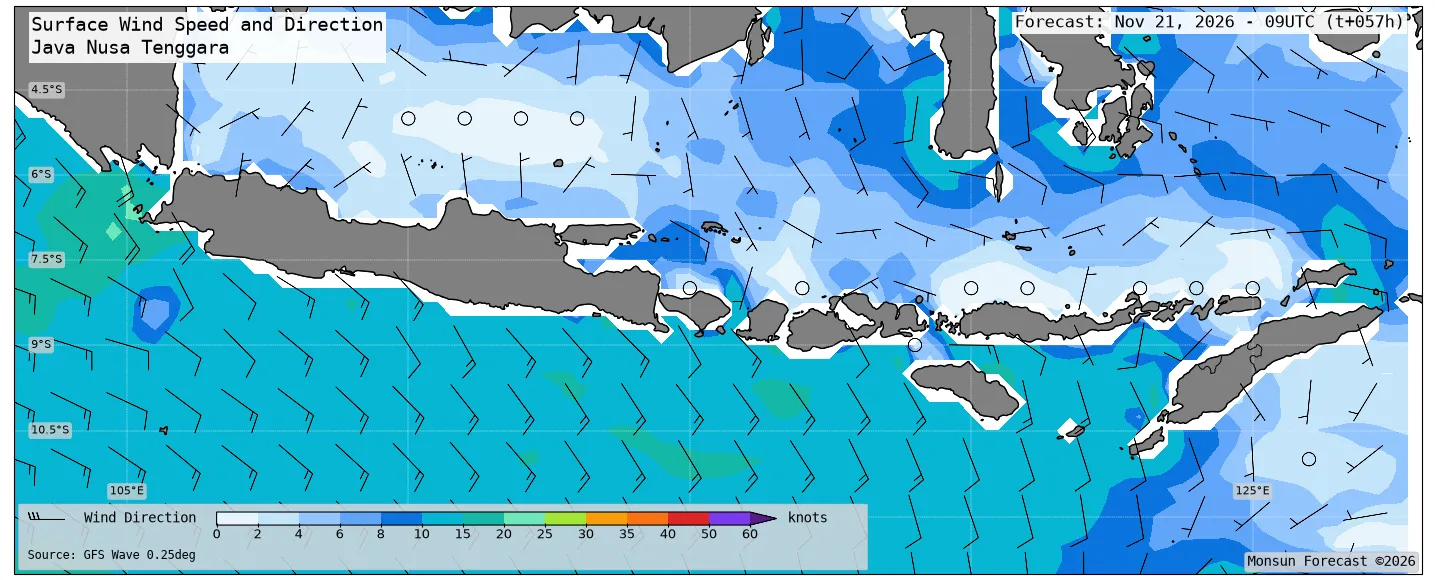 Surface Wind Speed and Direction
Java Nusa Tenggara
Forecast: Nov 21, 2026 - 09UTC (t+057h)
4.5°S
6°S
7.5°S
9°S
10.5°S
105°E
125°E
Wind Direction
0 2 4 6 8 10 15 20 25 30 40 50 60
knots
Source: GFS Wave 0.25deg
Monsun Forecast ©2026